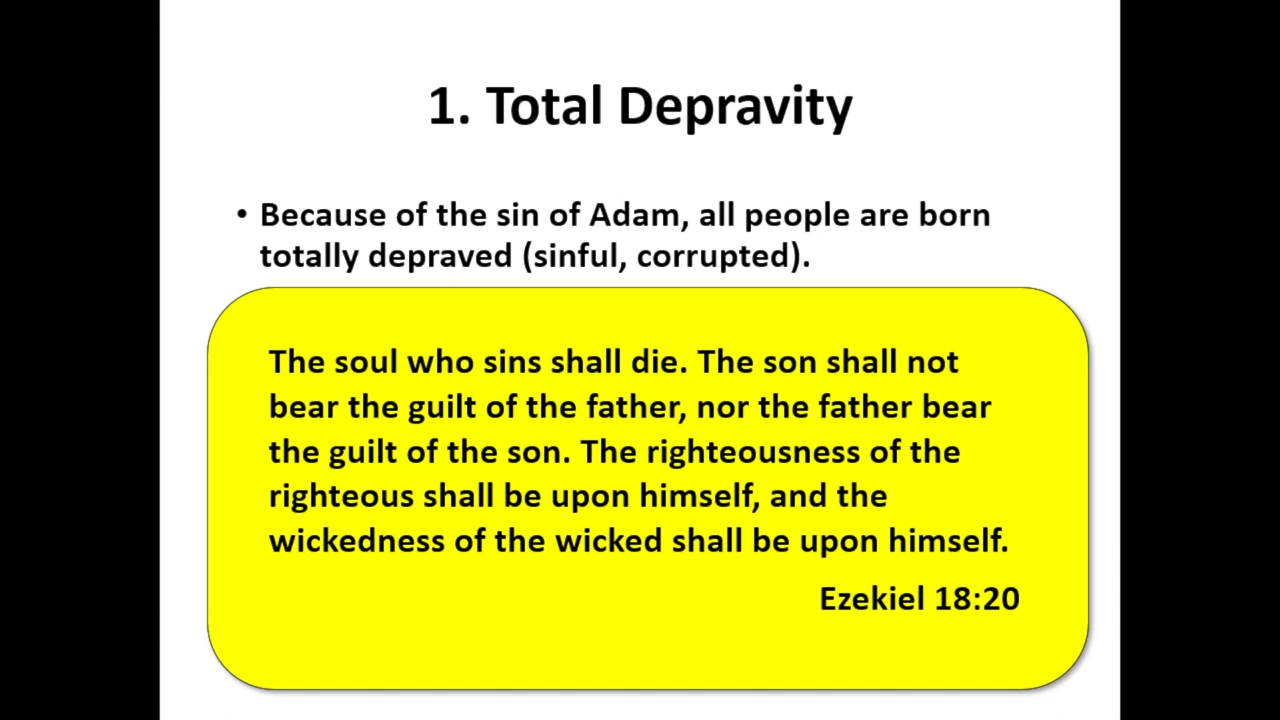 1. Total Depravity
• Because of the sin of Adam, all people are born
totally depraved (sinful, corrupted).
The soul who sins shall die. The son shall not
bear the guilt of the father, nor the father bear
the guilt of the son. The righteousness of the
righteous shall be upon himself, and the
wickedness of the wicked shall be upon himself.
Ezekiel 18:20